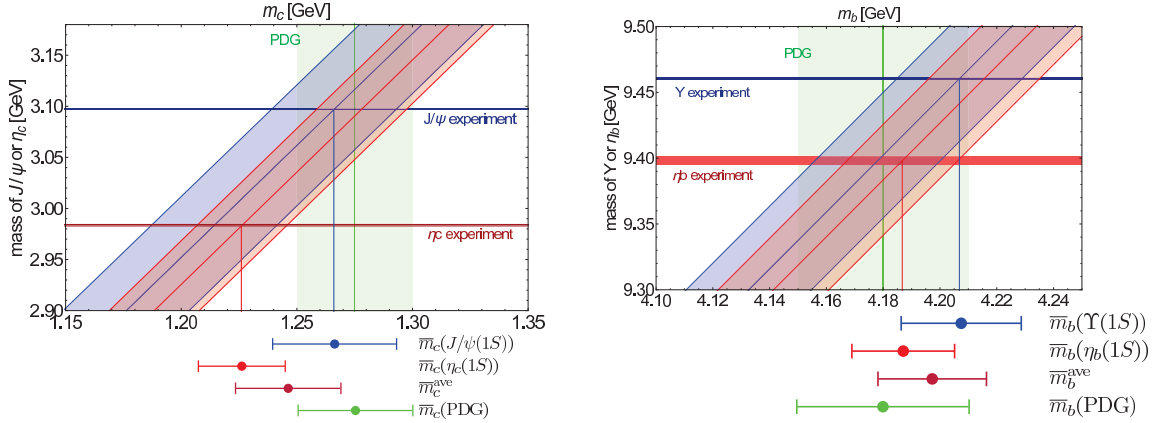 m_c [GeV]
PDG
J/ψ experiment
ηc experiment
mass of J/ψ or η_c [GeV]
3.15
3.10
3.05
3.00
2.95
2.90
1.15 1.20 1.25 1.30 1.35
m̅_c(J/ψ(1S))
m̅_c(η_c(1S))
m̅_c^ave
m̅_c(PDG)
m_b [GeV]
PDG
Υ experiment
ηb experiment
mass of Υ or η_b [GeV]
9.50
9.45
9.40
9.35
9.30
4.10 4.12 4.14 4.16 4.18 4.20 4.22 4.24
m̅_b(Υ(1S))
m̅_b(η_b(1S))
m̅_b^ave
m̅_b(PDG)